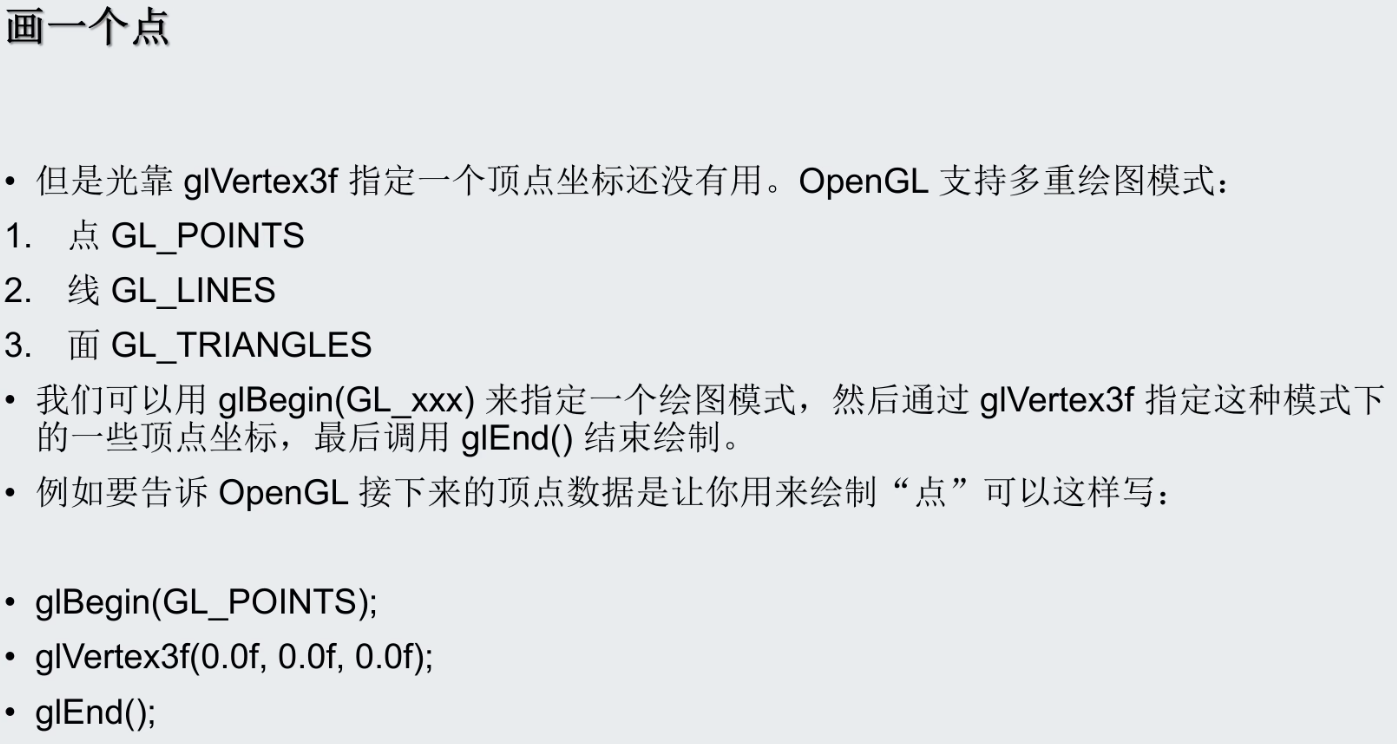 画一个点
• 但是光靠 glVertex3f 指定一个顶点坐标还没有用。OpenGL 支持多重绘图模式：
1. 点 GL_POINTS
2. 线 GL_LINES
3. 面 GL_TRIANGLES
• 我们可以用 glBegin(GL_xxx) 来指定一个绘图模式，然后通过 glVertex3f 指定这种模式下
的一些顶点坐标，最后调用 glEnd() 结束绘制。
• 例如要告诉 OpenGL 接下来的顶点数据是让你用来绘制“点”可以这样写：
• glBegin(GL_POINTS);
• glVertex3f(0.0f, 0.0f, 0.0f);
• glEnd();